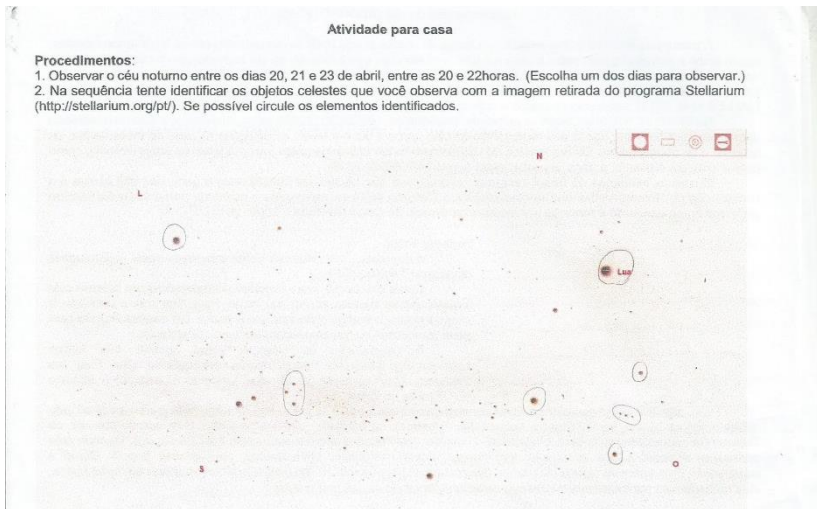 Atividade para casa
Procedimentos:
1. Observar o céu noturno entre os dias 20, 21 e 23 de abril, entre as 20 e 22horas. (Escolha um dos dias para observar.)
2. Na sequência tente identificar os objetos celestes que você observa com a imagem retirada do programa Stellarium
(http://stellarium.org/pt/). Se possível circule os elementos identificados.
N
L
Lua
S
O